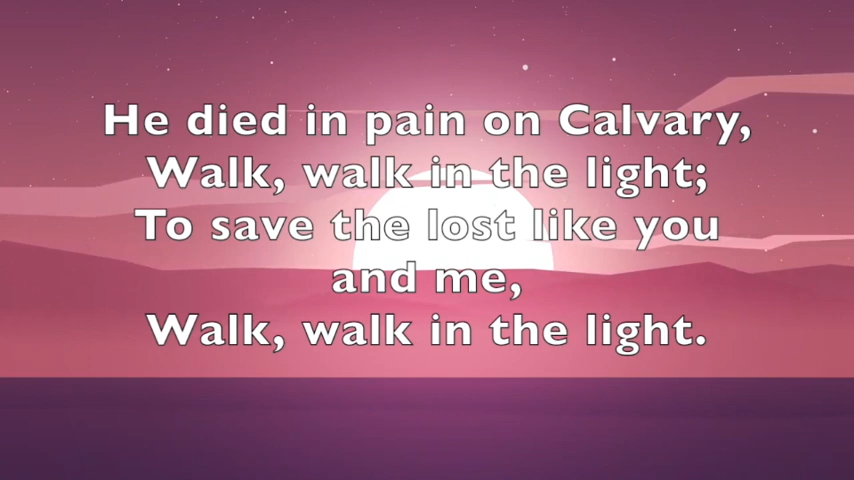 He died in pain on Calvary,
Walk, walk in the light;
To save the lost like you
and me,
Walk, walk in the light.